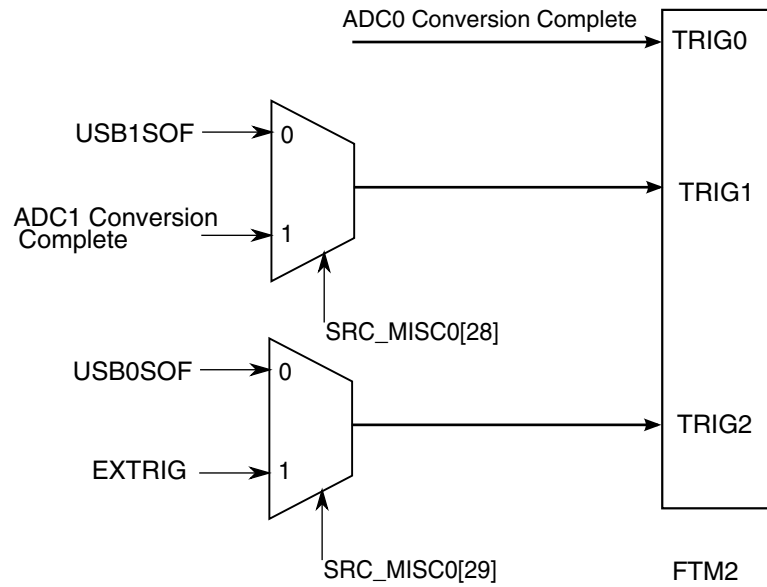 ADC0 Conversion Complete
TRIG0
USB1SOF
0
TRIG1
ADC1 Conversion
Complete
1
SRC_MISC0[28]
USB0SOF
0
TRIG2
EXTRIG
1
SRC_MISC0[29]
FTM2